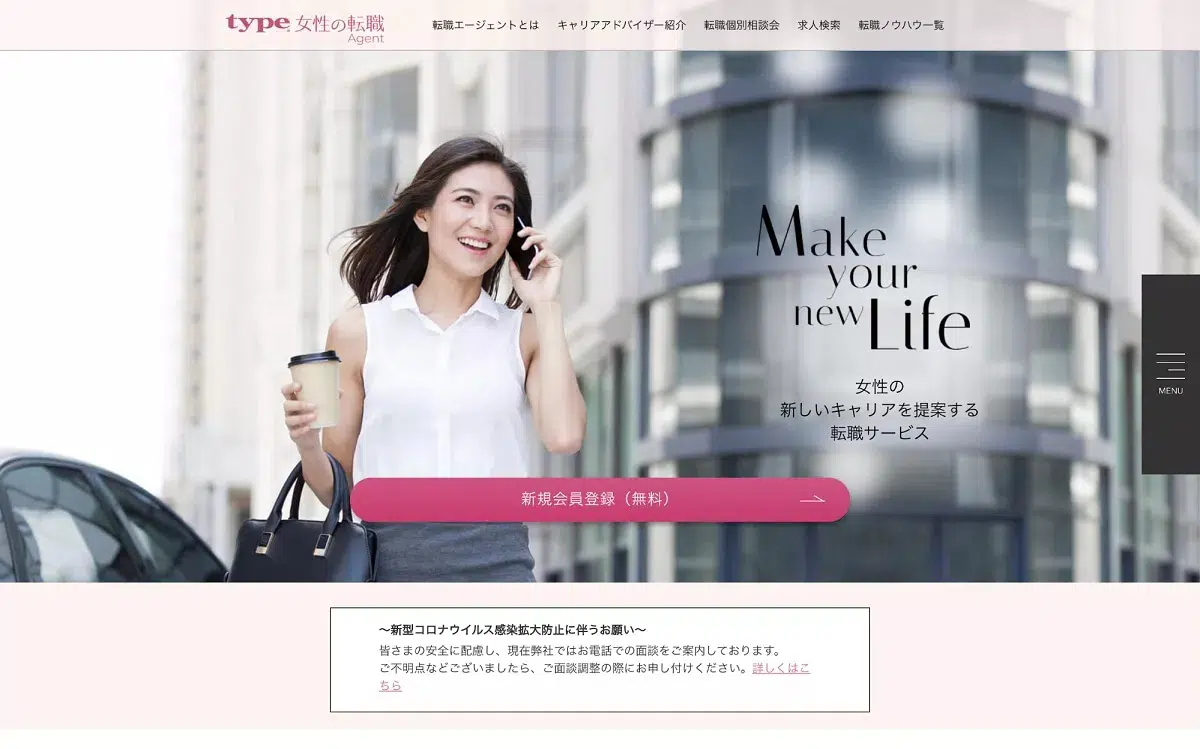 type 女性の転職
Agent
転職エージェントとは
キャリアアドバイザー紹介
転職個別相談会
求人検索
転職ノウハウ一覧
Make
your
new Life
女性の
新しいキャリアを提案する
転職サービス
MENU
新規会員登録（無料）
〜新型コロナウイルス感染拡大防止に伴うお願い〜
皆さまの安全に配慮し、現在弊社ではお電話での面談をご案内しております。
ご不明点などございましたら、ご面談調整の際にお申し付けください。詳しくはこ
ちら